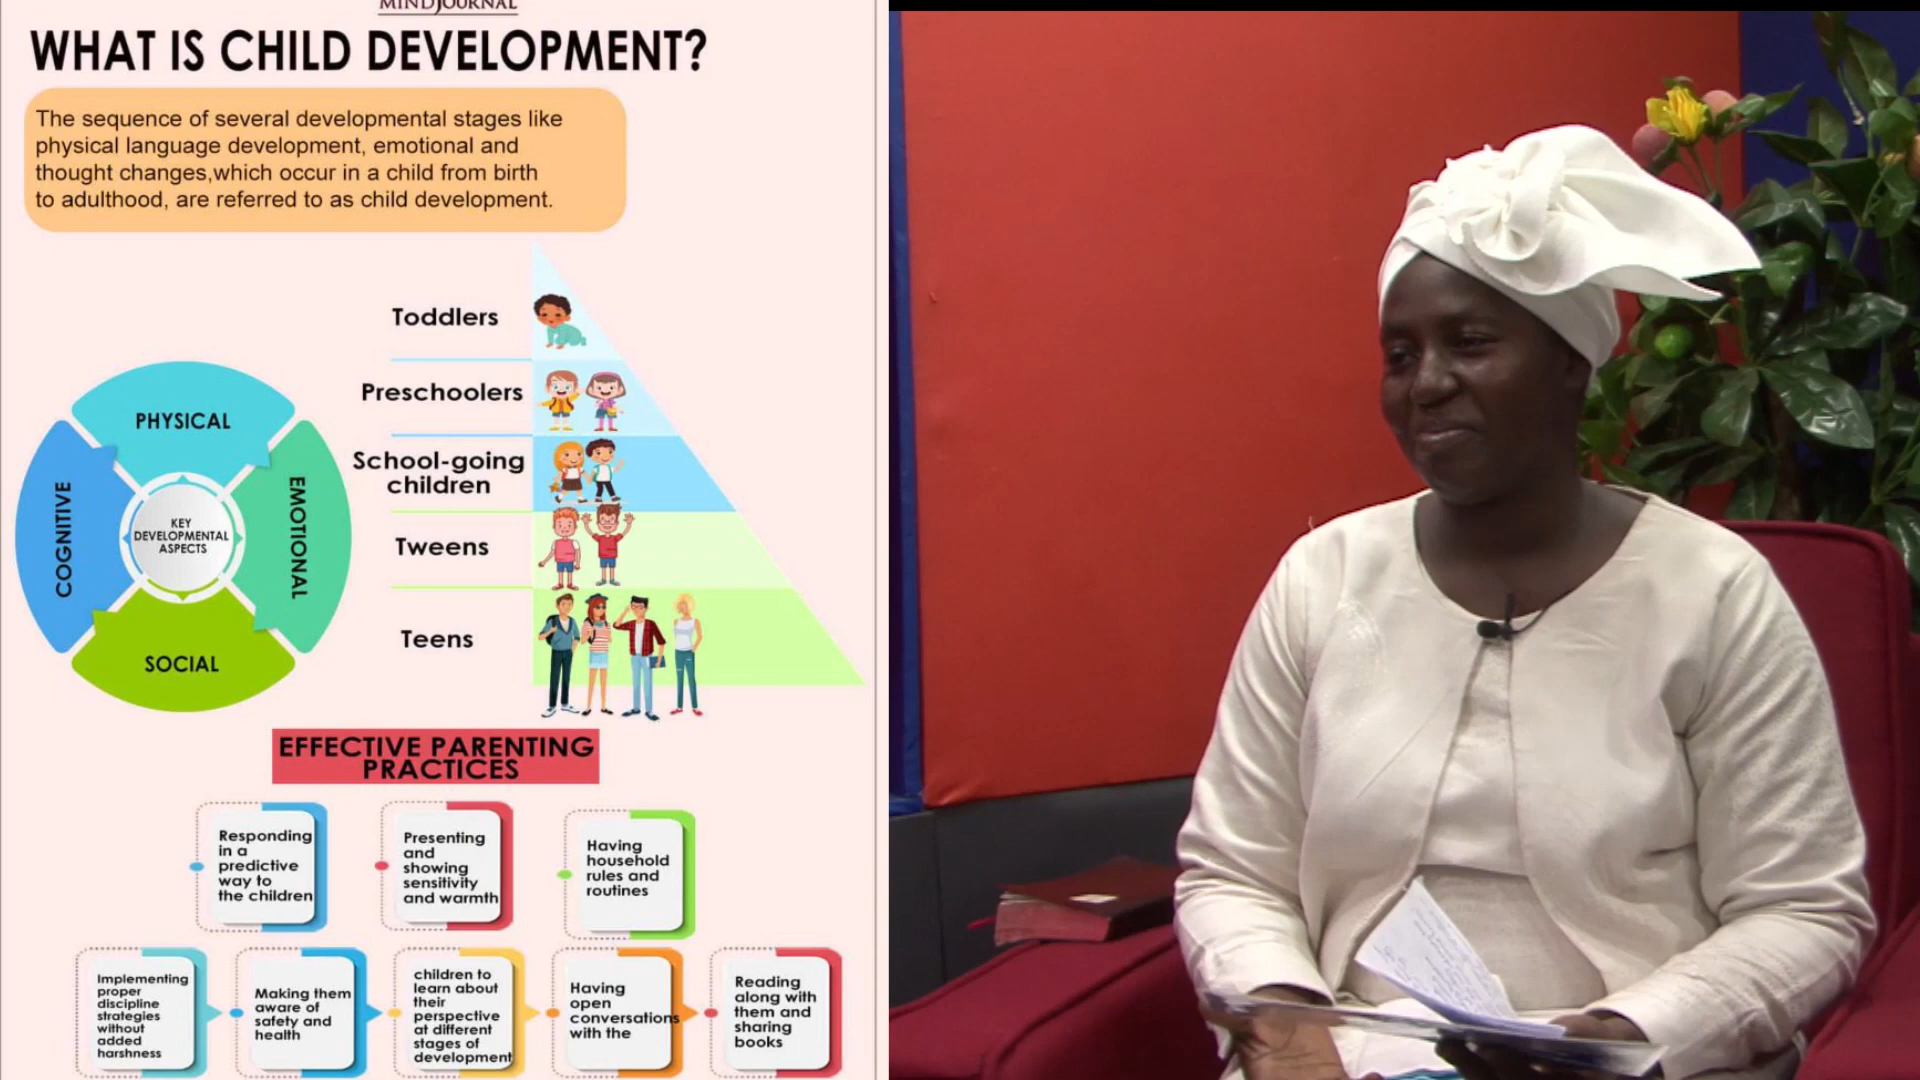 MINDJOURNAL
WHAT IS CHILD DEVELOPMENT?
The sequence of several developmental stages like
physical language development, emotional and
thought changes,which occur in a child from birth
to adulthood, are referred to as child development.
Toddlers
Preschoolers
School-going
children
Tweens
Teens
PHYSICAL
COGNITIVE
EMOTIONAL
KEY
DEVELOPMENTAL
ASPECTS
SOCIAL
EFFECTIVE PARENTING
PRACTICES
Responding
in a
predictive
way to
the children
Presenting
and
showing
sensitivity
and warmth
Having
household
rules and
routines
Implementing
proper
discipline
strategies
without
added
harshness
Making them
aware of
safety and
health
children to
learn about
their
perspective
at different
stages of
development
Having
open
conversations
with the
Reading
along with
them and
sharing
books